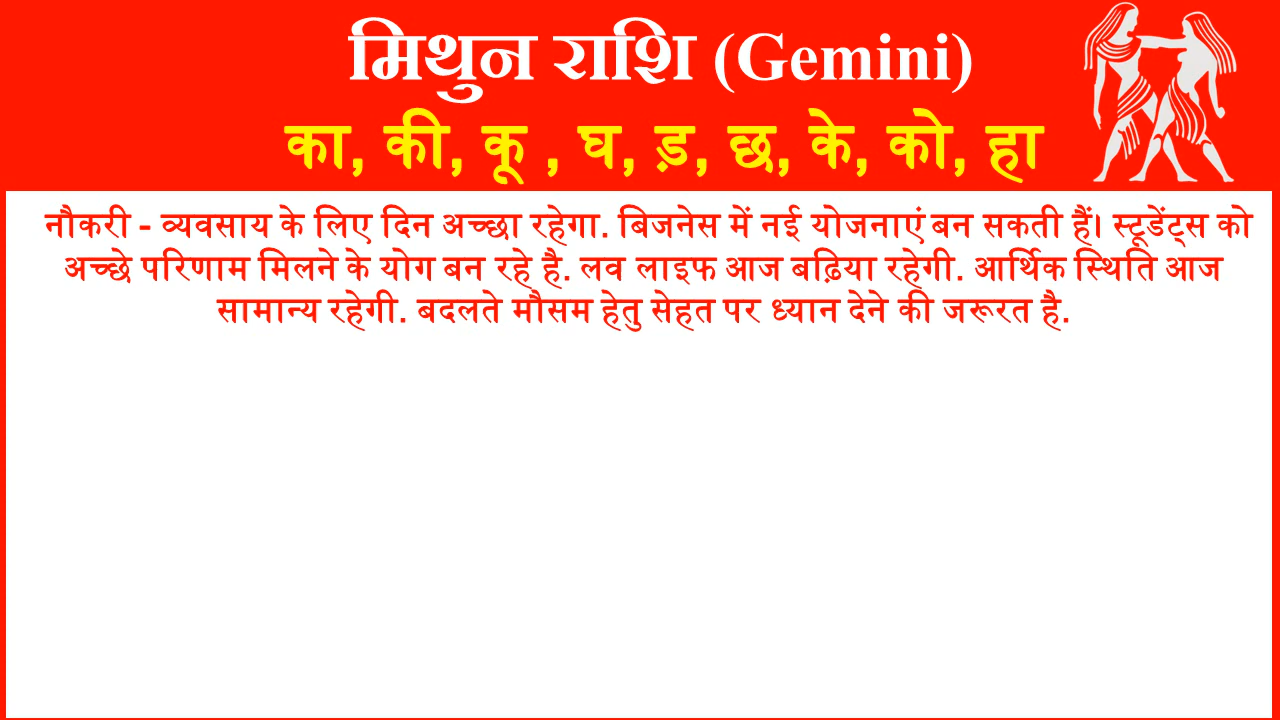 मिथुन राशि (Gemini)
का, की, कू , घ, ड़, छ, के, को, हा
नौकरी - व्यवसाय के लिए दिन अच्छा रहेगा. बिजनेस में नई योजनाएं बन सकती हैं। स्टूडेंट्स को
अच्छे परिणाम मिलने के योग बन रहे है. लव लाइफ आज बढ़िया रहेगी. आर्थिक स्थिति आज
सामान्य रहेगी. बदलते मौसम हेतु सेहत पर ध्यान देने की जरूरत है.